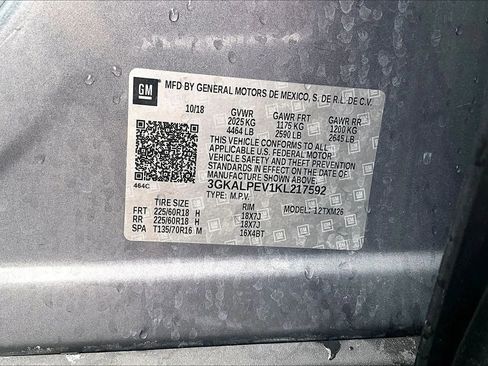 GM
MFD BY GENERAL MOTORS DE MEXICO, S. DE R.L. DE C.V.
10/18 GVWR GAWR FRT GAWR RR
2025 KG 1175 KG 1200 KG
4464 LB 2590 LB 2645 LB
THIS VEHICLE CONFORMS TO ALL
APPLICABLE U.S. FEDERAL MOTOR
VEHICLE SAFETY, BUMPER, AND THEFT
PREVENTION STANDARDS IN EFFECT ON
THE DATE OF MANUFACTURE SHOWN ABOVE.
464C
3GKALPEV1KL217592
TYPE: M.P.V.
TIRE SIZE RIM MODEL: 12TXM26
FRT 225/60R18 H 18X7J
RR 225/60R18 H 18X7J
SPA T135/70R16 M 16X4BT